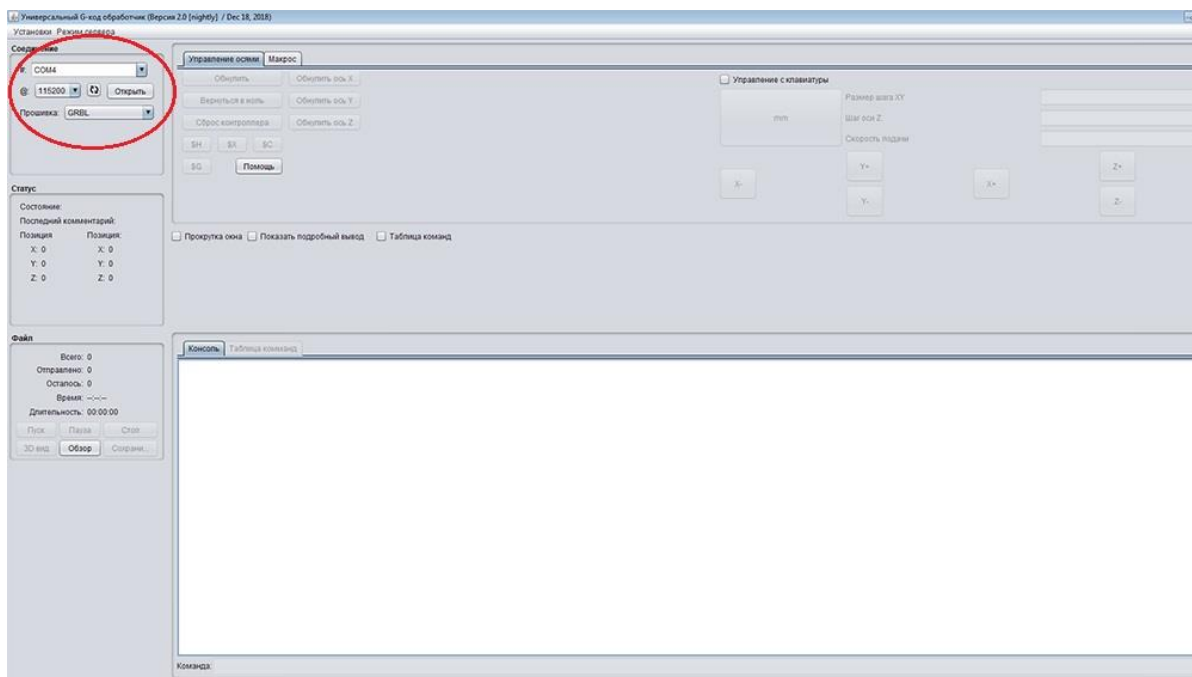 Универсальный G-код обработчик (Версия 2.0 [nightly] / Dec 18, 2018)
Установки Режим сервера
Соединение
COM4
@: 115200 Открыть
Прошивка: GRBL
Управление осями Макрос
Обнулить Обнулить ось X
Вернуться в ноль Обнулить ось Y
Сброс контроллера Обнулить ось Z
$H $X $C
$G Помощь
Управление с клавиатуры
mm
Размер шага XY
Шаг оси Z
Скорость подачи
X- Y+ X+ Z+
Y- Z-
Статус
Состояние:
Последний комментарий:
Позиция Позиция:
X: 0 X: 0
Y: 0 Y: 0
Z: 0 Z: 0
Прокрутка окна Показать подробный вывод Таблица команд
Файл
Всего: 0
Отправлено: 0
Осталось: 0
Время: --:--:--
Длительность: 00:00:00
Пуск Пауза Стоп
3D вид Обзор Сохрани...
Консоль Таблица комманд
Команда: